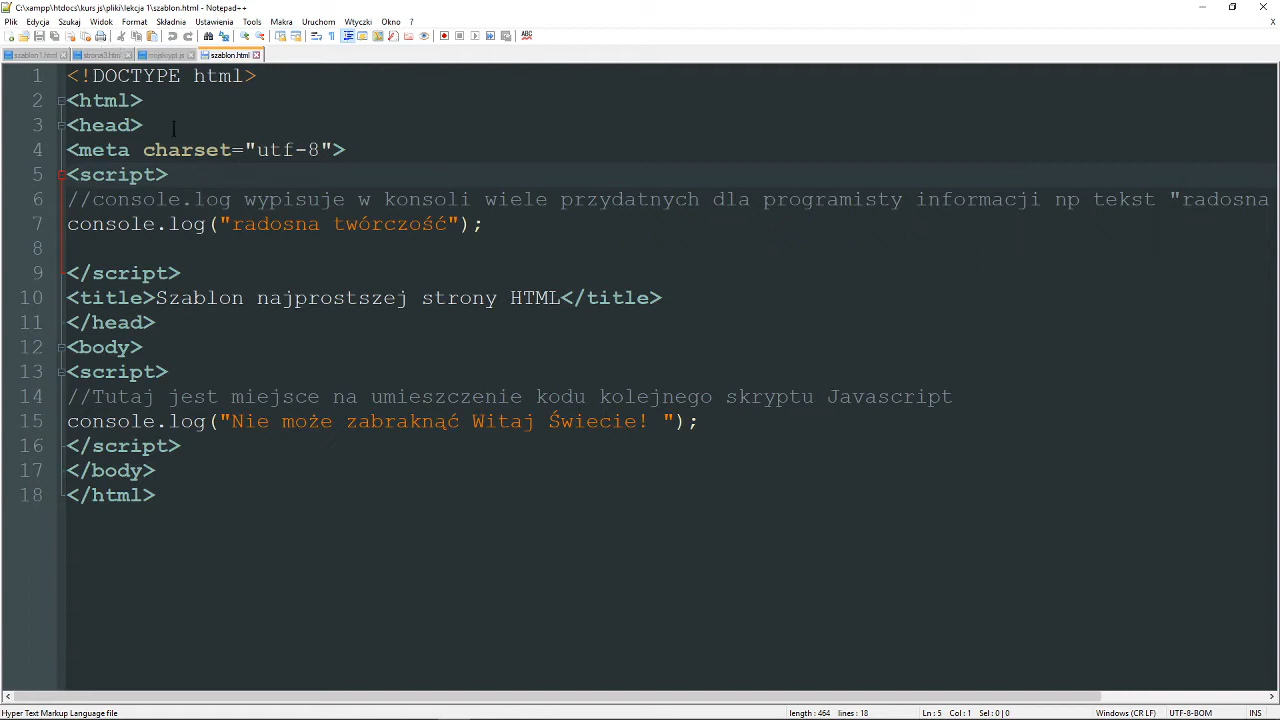 C:\xampp\htdocs\kurs js\pliki\lekcja 1\szablon.html - Notepad++
Plik Edycja Szukaj Widok Format Składnia Ustawienia Tools Makra Uruchom Wtyczki Okno ?
szablon1.html strona3.html mojskrypt.js szablon.html
1 <!DOCTYPE html>
2 <html>
3 <head>
4 <meta charset="utf-8">
5 <script>
6 //console.log wypisuje w konsoli wiele przydatnych dla programisty informacji np tekst "radosna
7 console.log("radosna twórczość");
8
9 </script>
10 <title>Szablon najprostszej strony HTML</title>
11 </head>
12 <body>
13 <script>
14 //Tutaj jest miejsce na umieszczenie kodu kolejnego skryptu Javascript
15 console.log("Nie może zabraknąć Witaj Świecie! ");
16 </script>
17 </body>
18 </html>
Hyper Text Markup Language file length : 464 lines : 18 Ln : 5 Col : 1 Sel : 0 | 0 Windows (CR LF) UTF-8-BOM INS